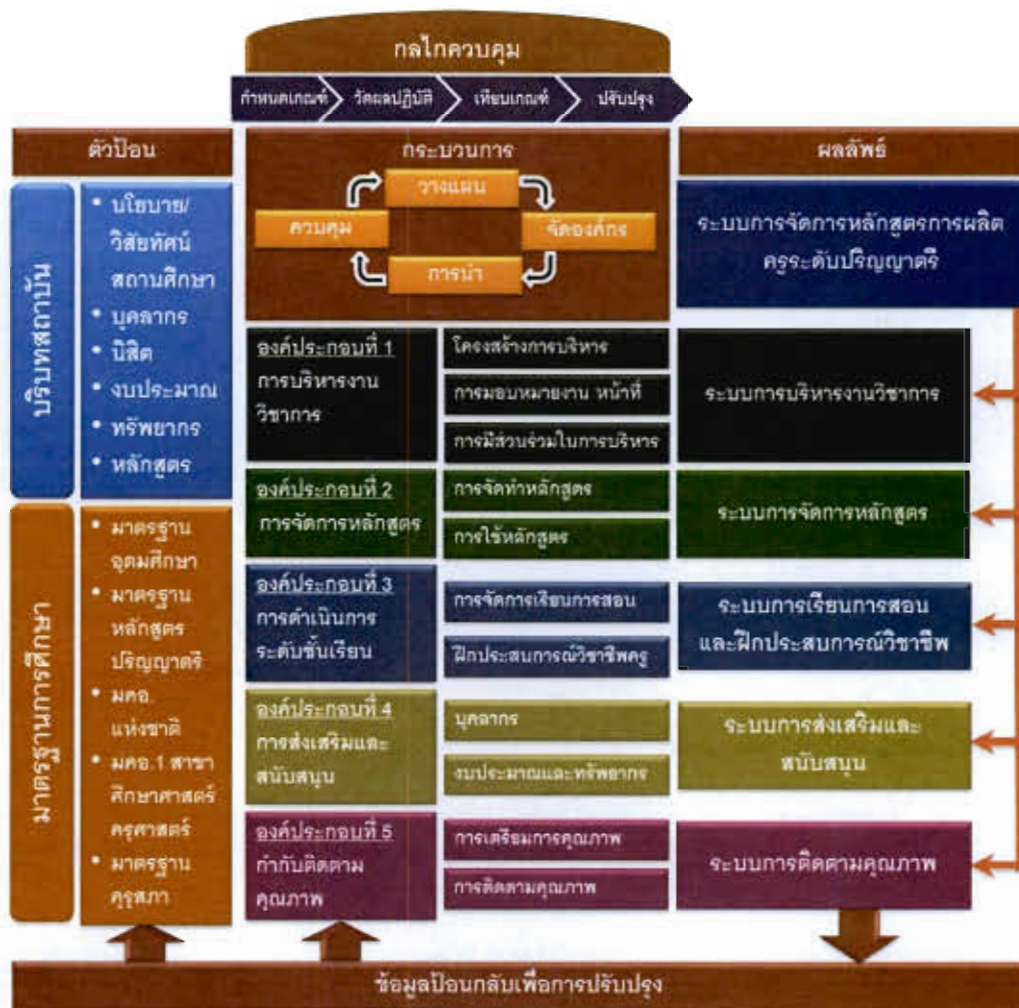 กลไกควบคุม
กำหนดเกณฑ์
วัดผลปฏิบัติ
เทียบเกณฑ์
ปรับปรุง
ตัวป้อน
กระบวนการ
ผลลัพธ์
บริบทสถาบัน
• นโยบาย/
วิสัยทัศน์
สถานศึกษา
• บุคลากร
• นิสิต
• งบประมาณ
• ทรัพยากร
• หลักสูตร
มาตรฐานการศึกษา
• มาตรฐาน
อุดมศึกษา
• มาตรฐาน
หลักสูตร
ปริญญาตรี
• มคอ.
แห่งชาติ
• มคอ.1 สาขา
ศึกษาศาสตร์
ครุศาสตร์
• มาตรฐาน
คุรุสภา
วางแผน
ควบคุม
จัดองค์กร
การนำ
องค์ประกอบที่ 1
การบริหารงาน
วิชาการ
โครงสร้างการบริหาร
การมอบหมายงาน หน้าที่
การมีส่วนร่วมในการบริหาร
องค์ประกอบที่ 2
การจัดการหลักสูตร
การจัดทำหลักสูตร
การใช้หลักสูตร
องค์ประกอบที่ 3
การดำเนินการ
ระดับชั้นเรียน
การจัดการเรียนการสอน
ฝึกประสบการณ์วิชาชีพครู
องค์ประกอบที่ 4
การส่งเสริมและ
สนับสนุน
บุคลากร
งบประมาณและทรัพยากร
องค์ประกอบที่ 5
กำกับติดตาม
คุณภาพ
การเตรียมการคุณภาพ
การติดตามคุณภาพ
ระบบการจัดการหลักสูตรการผลิต
ครูระดับปริญญาตรี
ระบบการบริหารงานวิชาการ
ระบบการจัดการหลักสูตร
ระบบการเรียนการสอน
และฝึกประสบการณ์วิชาชีพ
ระบบการส่งเสริมและ
สนับสนุน
ระบบการติดตามคุณภาพ
ข้อมูลป้อนกลับเพื่อการปรับปรุง